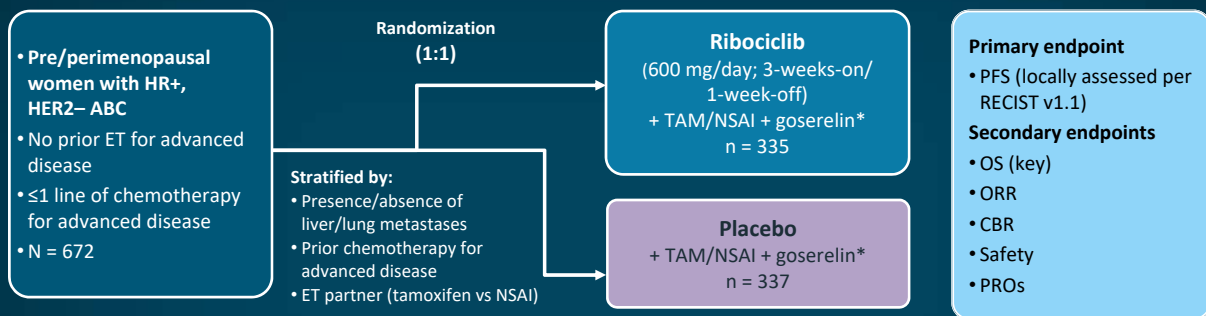 • Pre/perimenopausal
women with HR+,
HER2– ABC
• No prior ET for advanced
disease
• ≤1 line of chemotherapy
for advanced disease
• N = 672
Randomization
(1:1)
Stratified by:
• Presence/absence of
liver/lung metastases
• Prior chemotherapy for
advanced disease
• ET partner (tamoxifen vs NSAI)
Ribociclib
(600 mg/day; 3-weeks-on/
1-week-off)
+ TAM/NSAI + goserelin*
n = 335
Placebo
+ TAM/NSAI + goserelin*
n = 337
Primary endpoint
• PFS (locally assessed per
RECIST v1.1)
Secondary endpoints
• OS (key)
• ORR
• CBR
• Safety
• PROs